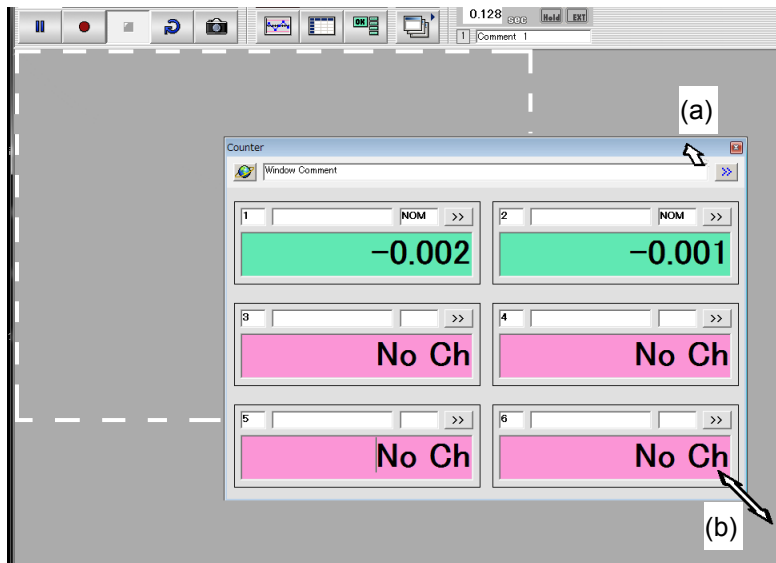 0.128 sec Hold EXT
1 Comment 1
(a)
Counter
Window Comment
>>
1 NOM >> 2 NOM >>
-0.002 -0.001
3 >> 4 >>
No Ch No Ch
5 >> 6 >>
No Ch No Ch
(b)
OK